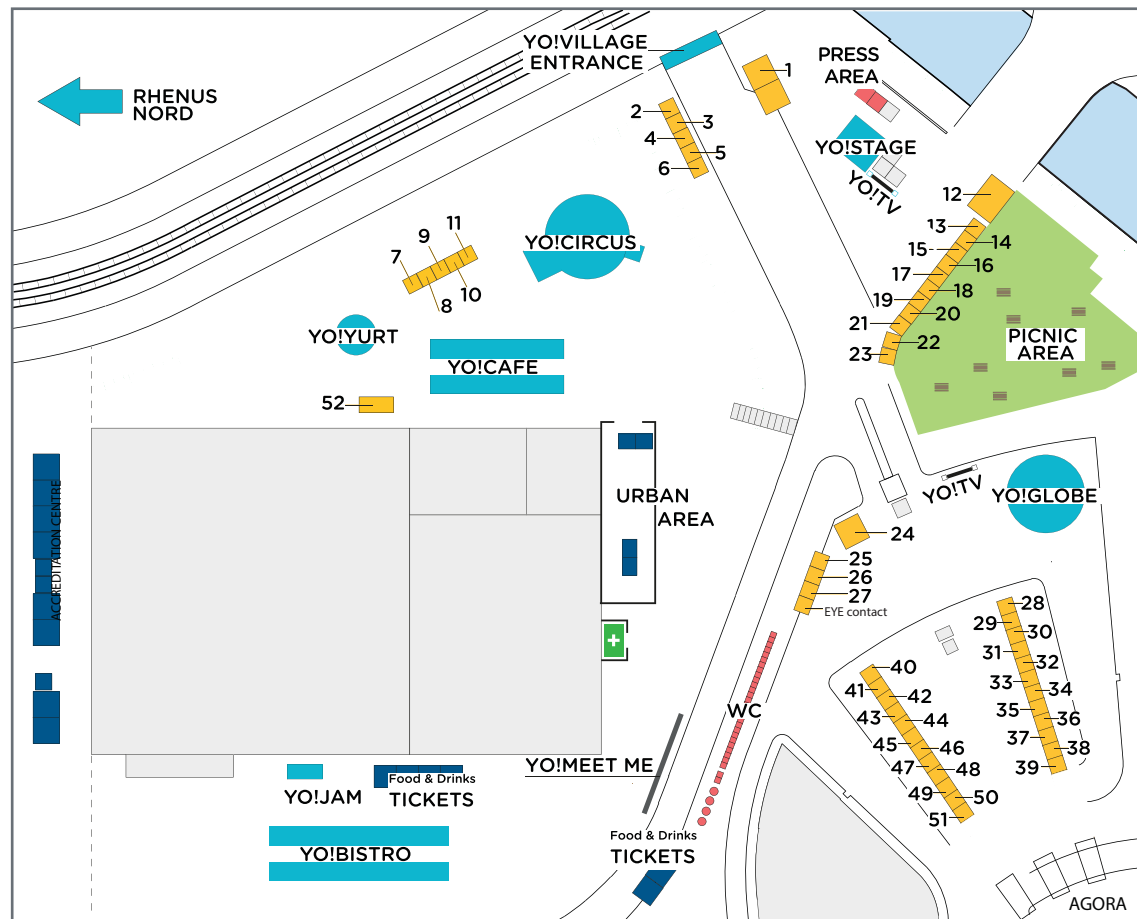 YO!VILLAGE
ENTRANCE
PRESS
AREA
1
RHENUS
NORD
2
3
4
5
6
YO!STAGE
YO!TV
12
13
14
15
16
17
18
19
20
21
22
23
PICNIC
AREA
11
9
7
10
8
YO!CIRCUS
YO!YURT
YO!CAFE
52
URBAN
AREA
ACCREDITATION CENTRE
YO!TV
YO!GLOBE
24
25
26
27
EYE contact
28
29
30
31
32
33
34
35
36
37
38
39
40
41
42
43
44
45
46
47
48
49
50
51
WC
YO!MEET ME
YO!JAM
Food & Drinks
TICKETS
YO!BISTRO
Food & Drinks
TICKETS
AGORA